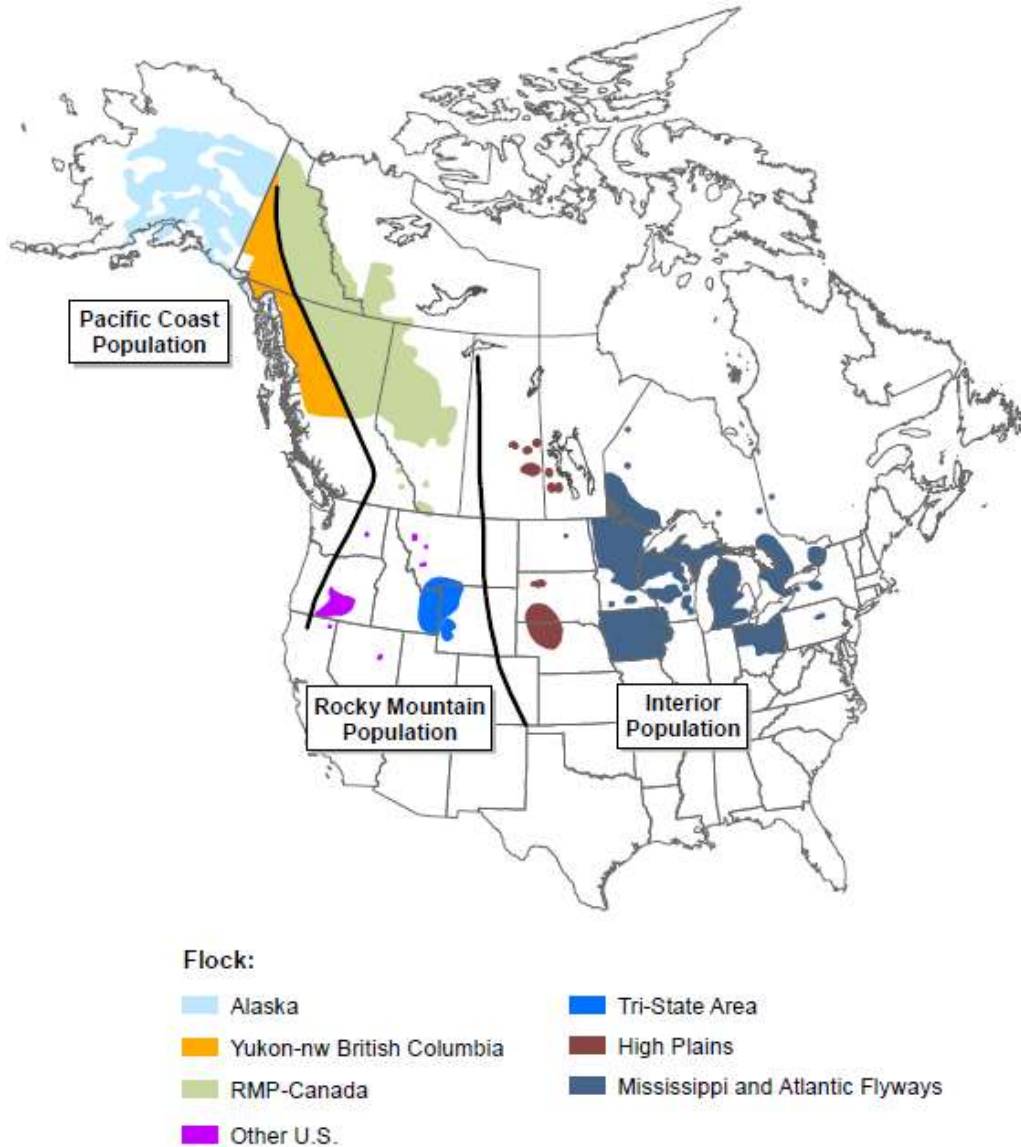 Pacific Coast
Population
Rocky Mountain
Population
Interior
Population
Flock:
Alaska
Yukon-nw British Columbia
RMP-Canada
Other U.S.
Tri-State Area
High Plains
Mississippi and Atlantic Flyways